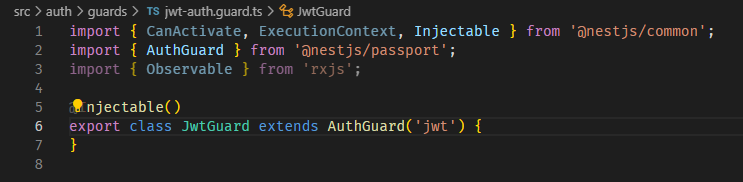 src > auth > guards > TS jwt-auth.guard.ts > JwtGuard
1 import { CanActivate, ExecutionContext, Injectable } from '@nestjs/common';
2 import { AuthGuard } from '@nestjs/passport';
3 import { Observable } from 'rxjs';
4
5 @Injectable()
6 export class JwtGuard extends AuthGuard('jwt') {
7 }
8